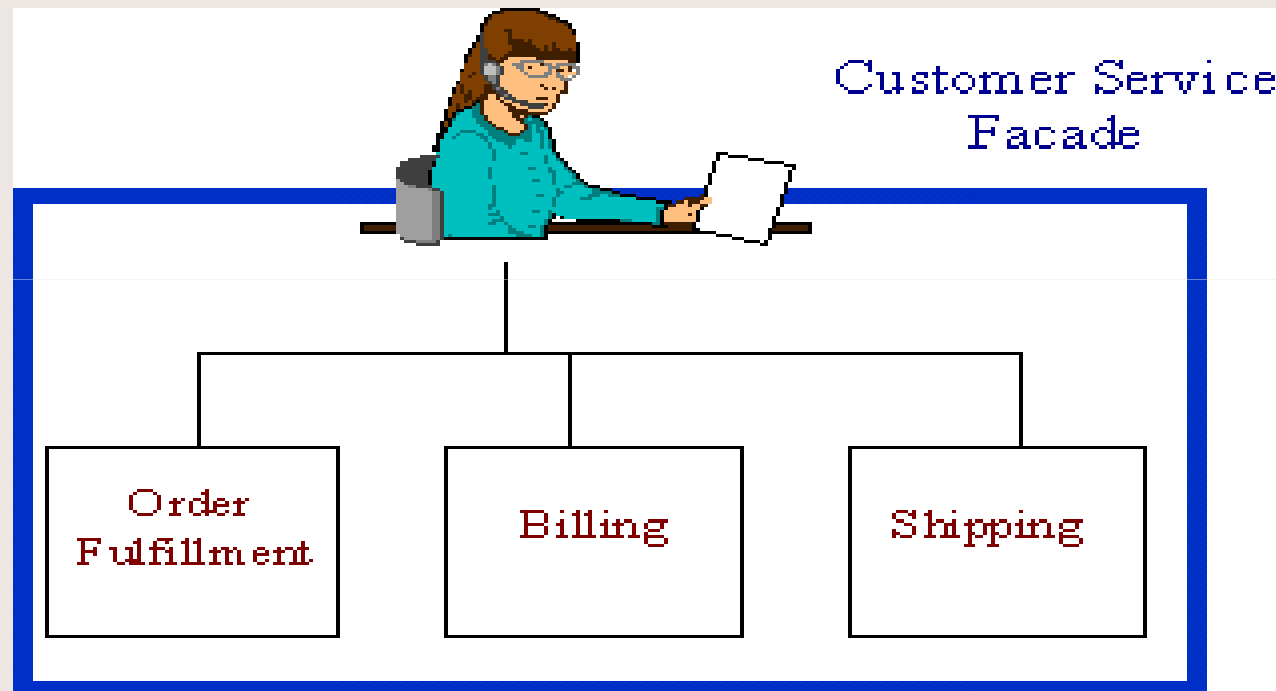 Customer Service
Facade
Order
Fulfillment
Billing
Shipping